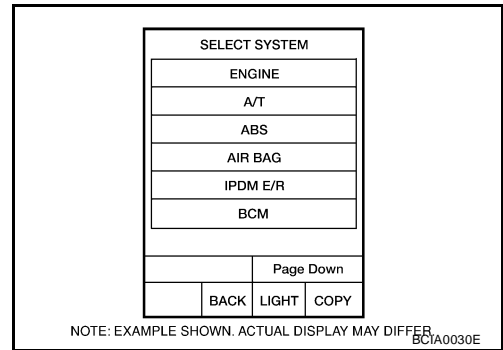 SELECT SYSTEM
ENGINE
A/T
ABS
AIR BAG
IPDM E/R
BCM
Page Down
BACK LIGHT COPY
NOTE: EXAMPLE SHOWN. ACTUAL DISPLAY MAY DIFFER.
BCIA0030E